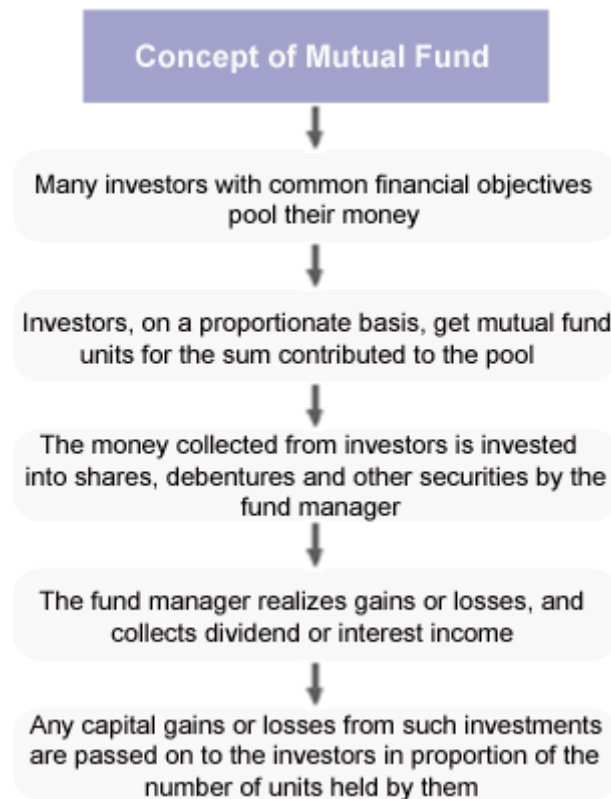 Concept of Mutual Fund
Many investors with common financial objectives
pool their money
Investors, on a proportionate basis, get mutual fund
units for the sum contributed to the pool
The money collected from investors is invested
into shares, debentures and other securities by the
fund manager
The fund manager realizes gains or losses, and
collects dividend or interest income
Any capital gains or losses from such investments
are passed on to the investors in proportion of the
number of units held by them